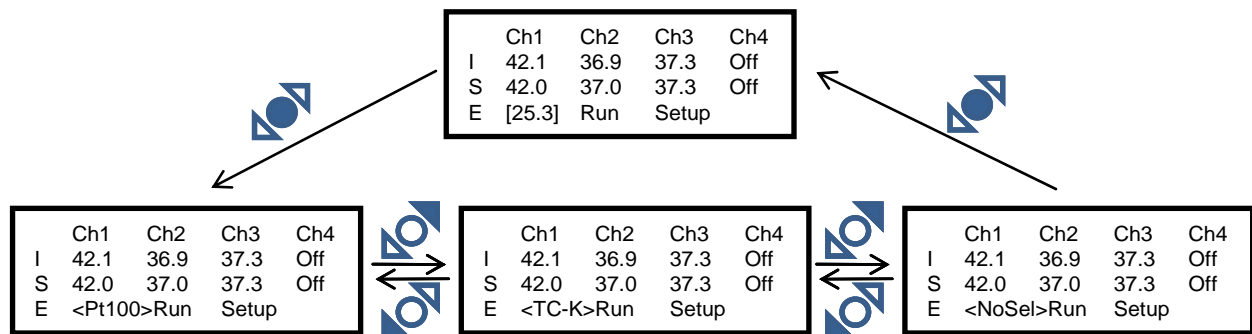 Ch1 Ch2 Ch3 Ch4
I 42.1 36.9 37.3 Off
S 42.0 37.0 37.3 Off
E [25.3] Run Setup
Ch1 Ch2 Ch3 Ch4
I 42.1 36.9 37.3 Off
S 42.0 37.0 37.3 Off
E <Pt100>Run Setup
Ch1 Ch2 Ch3 Ch4
I 42.1 36.9 37.3 Off
S 42.0 37.0 37.3 Off
E <TC-K>Run Setup
Ch1 Ch2 Ch3 Ch4
I 42.1 36.9 37.3 Off
S 42.0 37.0 37.3 Off
E <NoSel>Run Setup